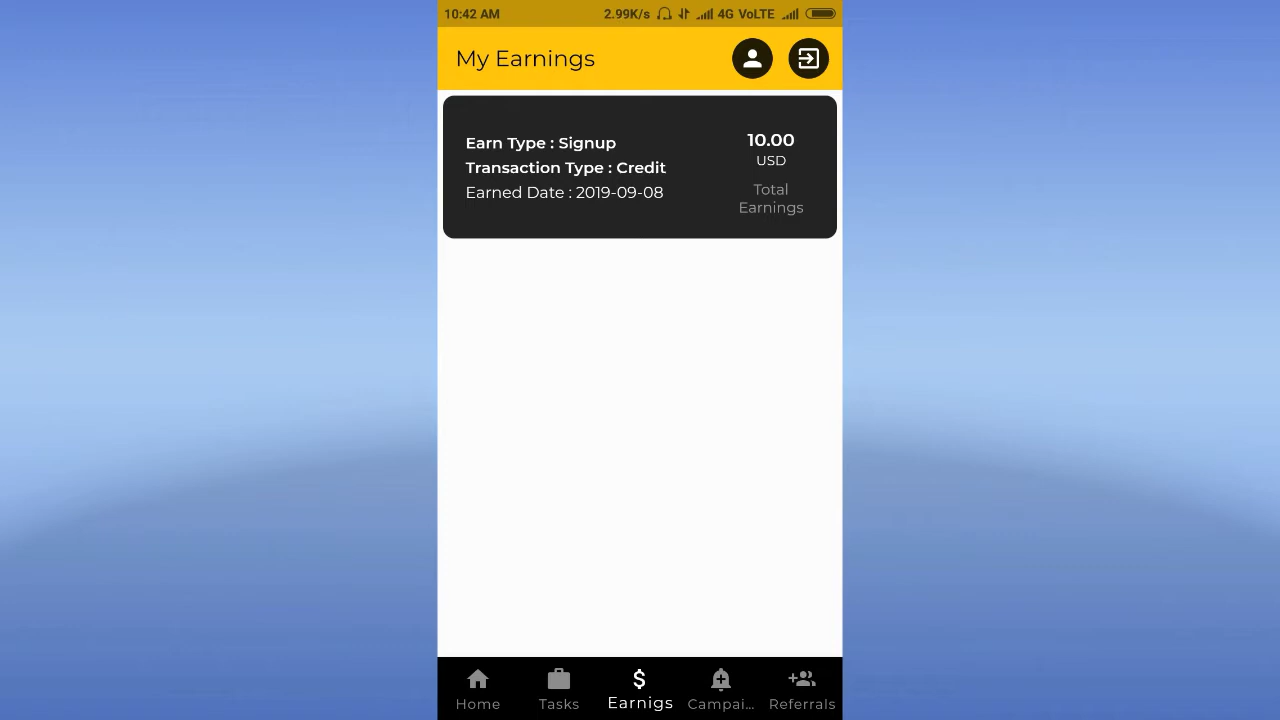 10:42 AM 2.99K/s 4G VoLTE
My Earnings
Earn Type : Signup
Transaction Type : Credit
Earned Date : 2019-09-08
10.00
USD
Total
Earnings
Home Tasks Earnigs Campai... Referrals